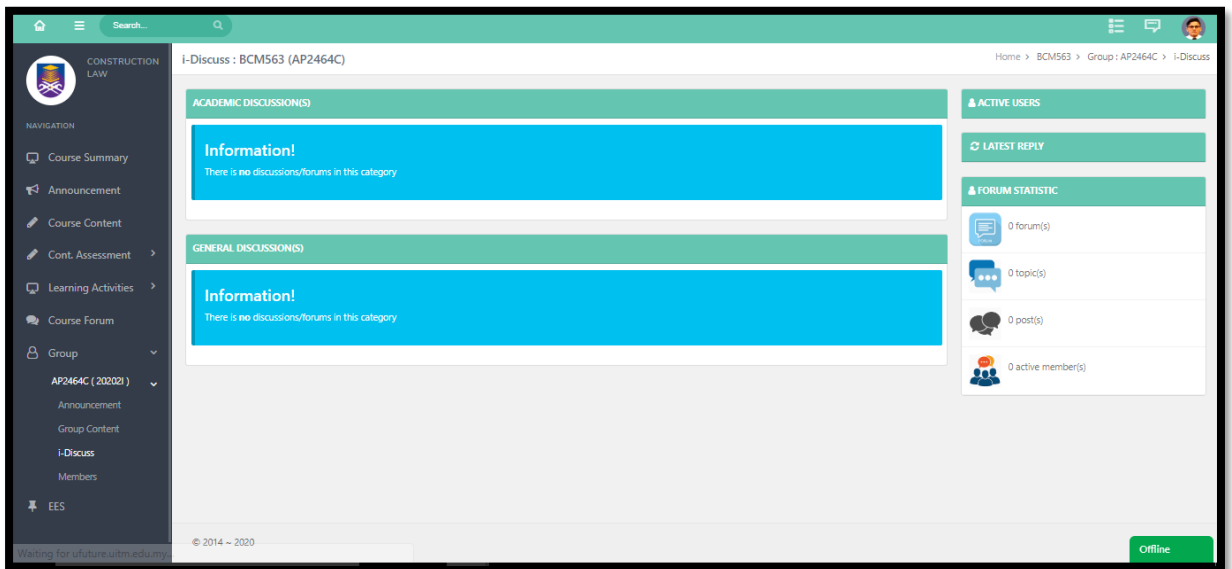 Search...
CONSTRUCTION
LAW
NAVIGATION
Course Summary
Announcement
Course Content
Cont. Assessment
Learning Activities
Course Forum
Group
AP2464C ( 20202I )
Announcement
Group Content
i-Discuss
Members
EES
Waiting for ufuture.uitm.edu.my...
i-Discuss : BCM563 (AP2464C)
Home > BCM563 > Group : AP2464C > i-Discuss
ACADEMIC DISCUSSION(S)
Information!
There is no discussions/forums in this category
GENERAL DISCUSSION(S)
Information!
There is no discussions/forums in this category
ACTIVE USERS
LATEST REPLY
FORUM STATISTIC
0 forum(s)
0 topic(s)
0 post(s)
0 active member(s)
© 2014 ~ 2020
Offline